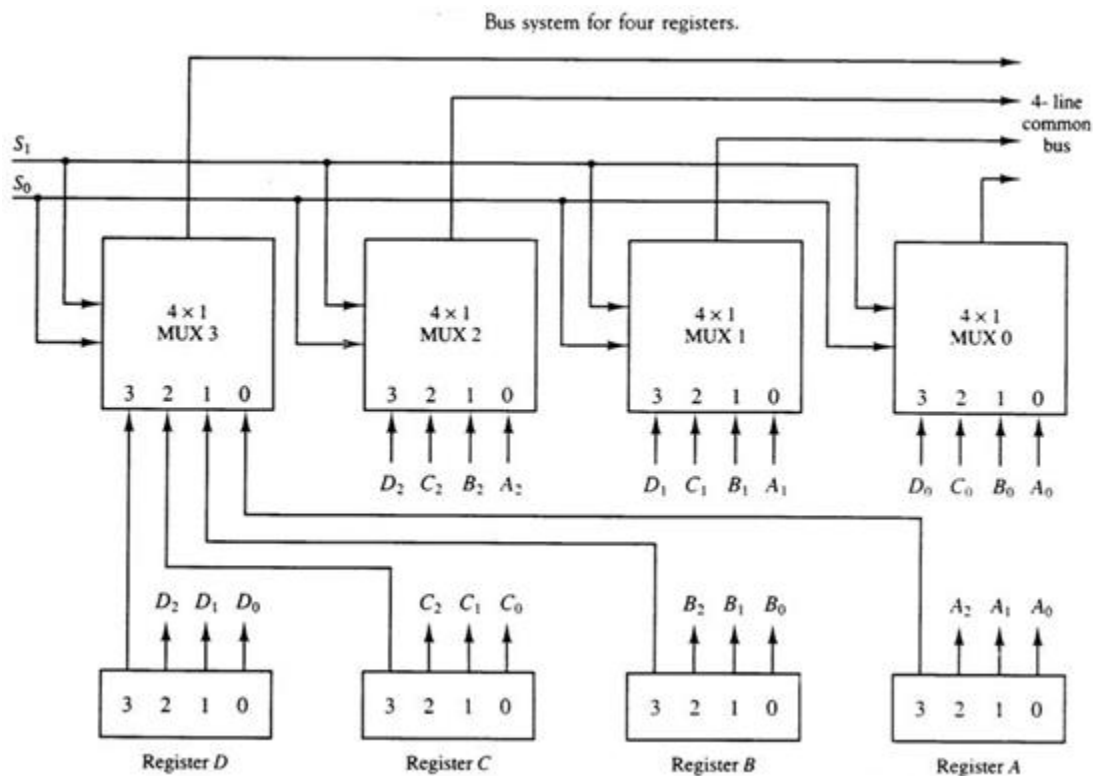 Bus system for four registers.
4- line
common
bus
S₁
S₀
4 × 1
MUX 3
4 × 1
MUX 2
4 × 1
MUX 1
4 × 1
MUX 0
3 2 1 0
3 2 1 0
3 2 1 0
3 2 1 0
D₂ C₂ B₂ A₂
D₁ C₁ B₁ A₁
D₀ C₀ B₀ A₀
D₂ D₁ D₀
C₂ C₁ C₀
B₂ B₁ B₀
A₂ A₁ A₀
3 2 1 0
3 2 1 0
3 2 1 0
3 2 1 0
Register D
Register C
Register B
Register A